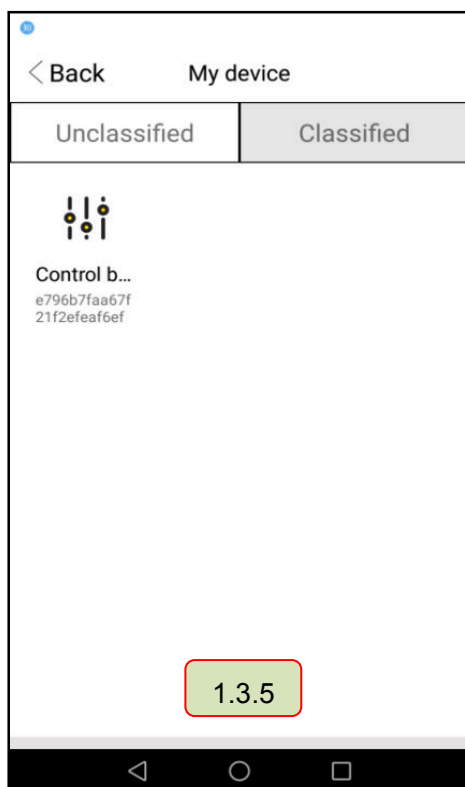 Back
My device
Unclassified
Classified
Control b...
e796b7faa67f
21f2efeaf6ef
1.3.5